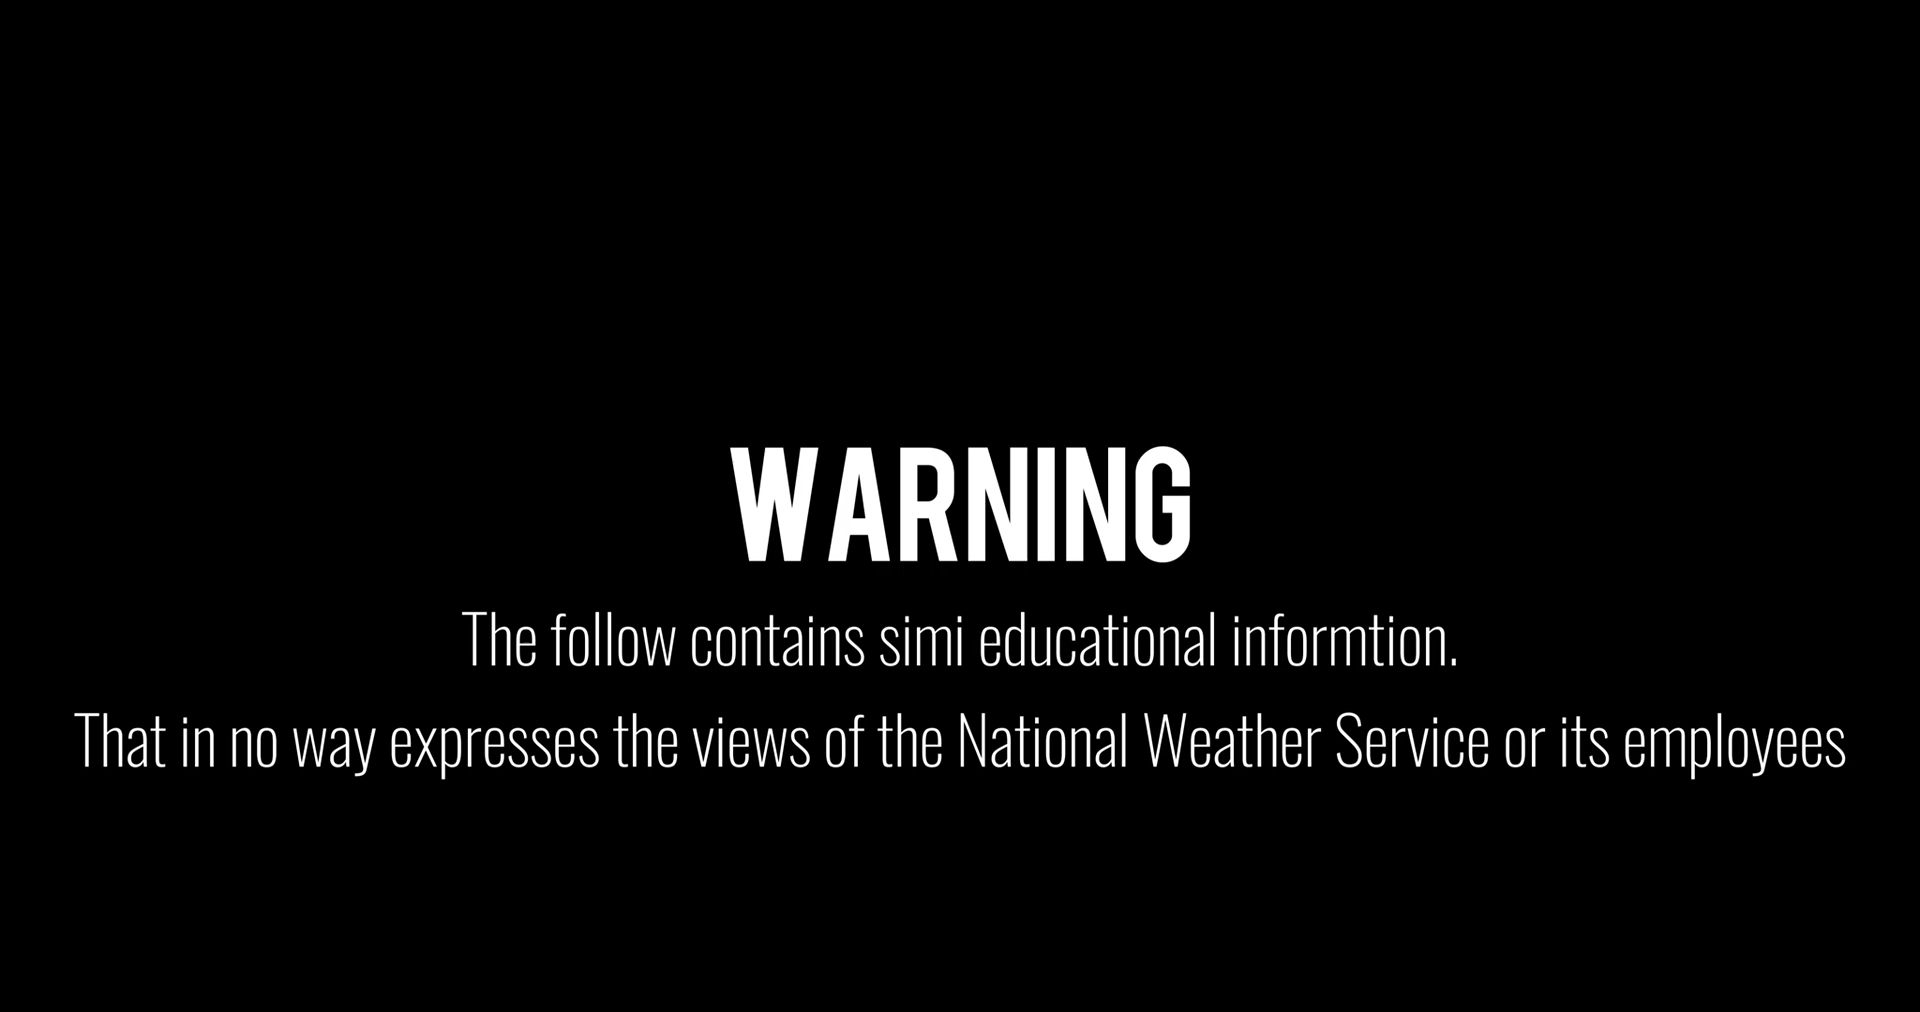 WARNING
The follow contains simi educational informtion.
That in no way expresses the views of the National Weather Service or its employees